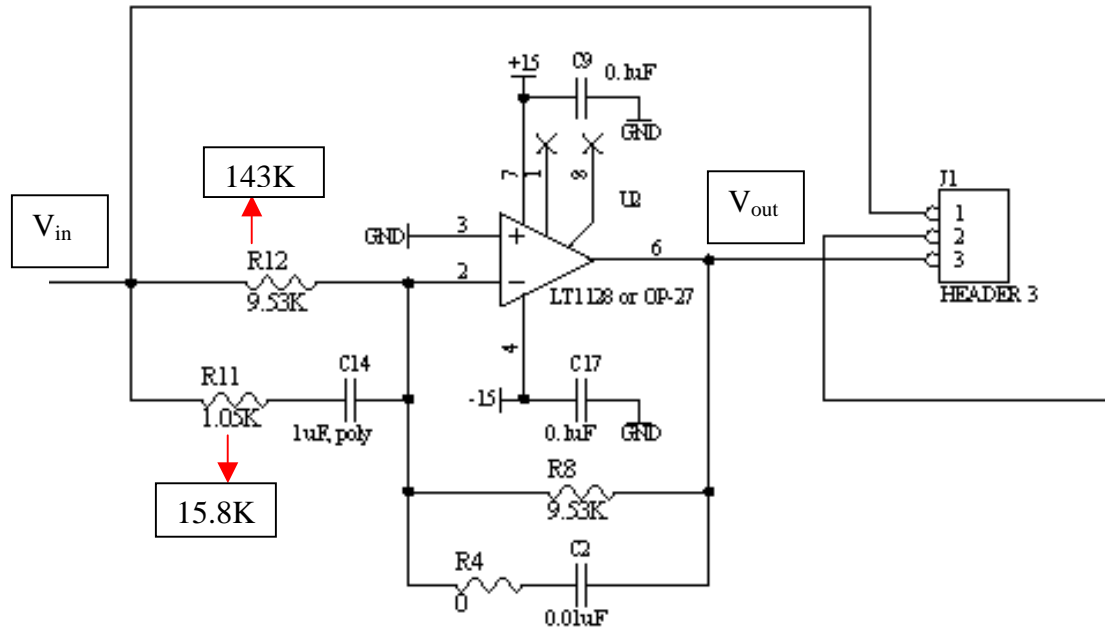 +15
C9
0.1uF
GND
143K
7
1
8
U2
J1
V_in
V_out
1
2
3
HEADER 3
GND
3
+
6
R12
9.53K
2
−
LT1128 or OP-27
4
C14
R11
1.05K
1uF, poly
-15
C17
0.1uF
GND
15.8K
R8
9.53K
R4
0
C2
0.01uF